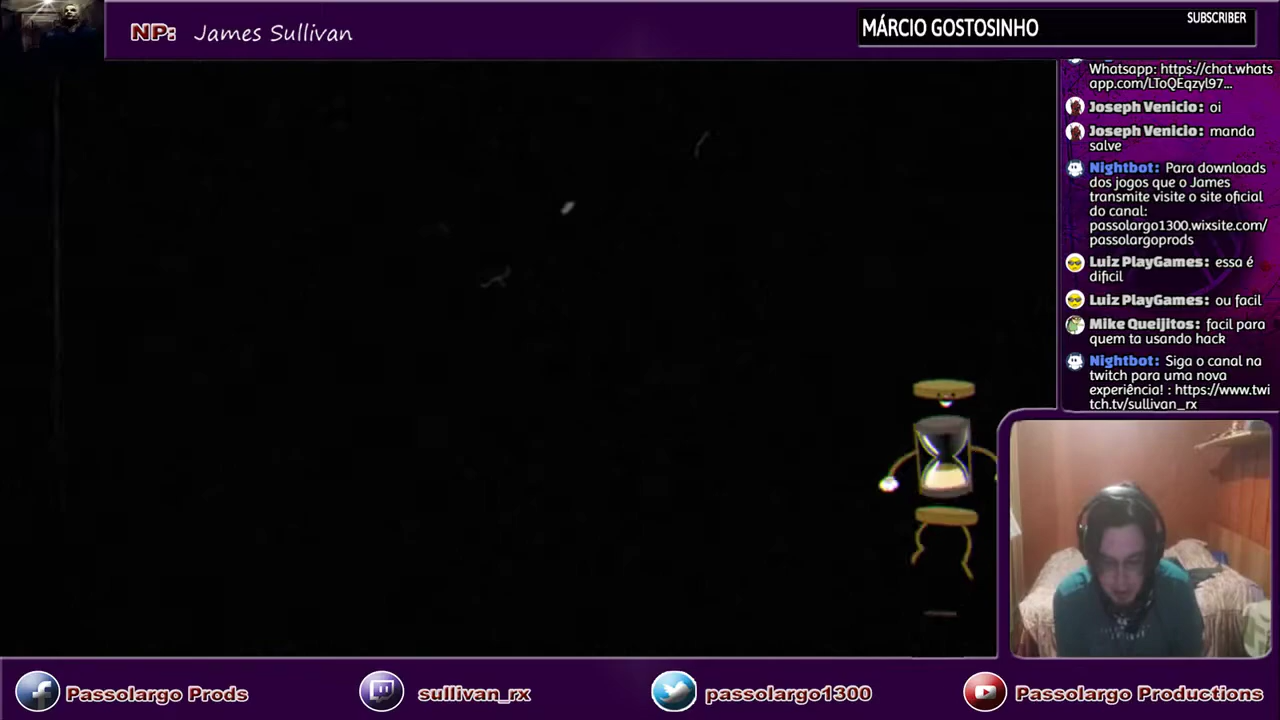 NP: James Sullivan
MÁRCIO GOSTOSINHO
SUBSCRIBER
Whatsapp: https://chat.whats
app.com/LToQEqzyl97...
Joseph Venicio: oi
Joseph Venicio: manda
salve
Nightbot: Para downloads
dos jogos que o James
transmite visite o site oficial
do canal:
passolargo1300.wixsite.com/
passolargoprods
Luiz PlayGames: essa é
dificil
Luiz PlayGames: ou facil
Mike Queijitos: facil para
quem ta usando hack
Nightbot: Siga o canal na
twitch para uma nova
experiência! : https://www.twi
tch.tv/sullivan_rx
Passolargo Prods
sullivan_rx
passolargo1300
Passolargo Productions